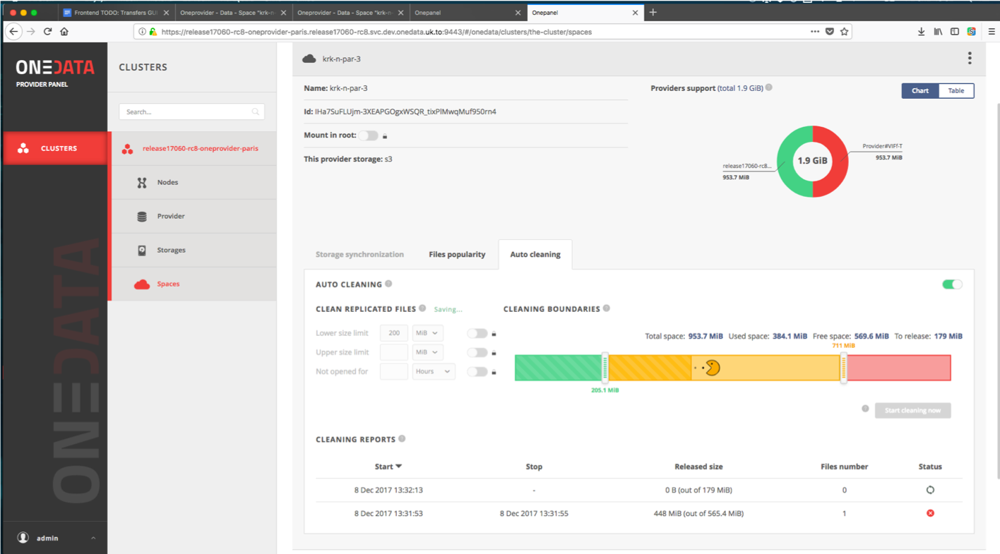 Frontend TODO: Transfers GUI
Oneprovider - Data - Space "krk-n-
Oneprovider - Data - Space "krk-n-
Onepanel
Onepanel
https://release17060-rc8-oneprovider-paris.release17060-rc8.svc.dev.onedata.uk.to:9443/#/onedata/clusters/the-cluster/spaces
ONEDATA
PROVIDER PANEL
CLUSTERS
ONEDATA
admin
CLUSTERS
Search...
release17060-rc8-oneprovider-paris
Nodes
Provider
Storages
Spaces
krk-n-par-3
Name: krk-n-par-3
Id: IHa7SuFLUjm-3XEAPGOgxWSQR_tixPlMwqMuf950rn4
Mount in root:
This provider storage: s3
Providers support (total 1.9 GiB)
Chart Table
Provider#VIFf-T
953.7 MiB
1.9 GiB
release17060-rc8...
953.7 MiB
Storage synchronization Files popularity Auto cleaning
AUTO CLEANING
CLEAN REPLICATED FILES Saving...
Lower size limit 200 MiB
Upper size limit MiB
Not opened for Hours
CLEANING BOUNDARIES
Total space: 953.7 MiB Used space: 384.1 MiB Free space: 569.6 MiB To release: 179 MiB
711 MiB
205.1 MiB
Start cleaning now
CLEANING REPORTS
Start Stop Released size Files number Status
8 Dec 2017 13:32:13 - 0 B (out of 179 MiB) 0
8 Dec 2017 13:31:53 8 Dec 2017 13:31:55 448 MiB (out of 565.4 MiB) 1